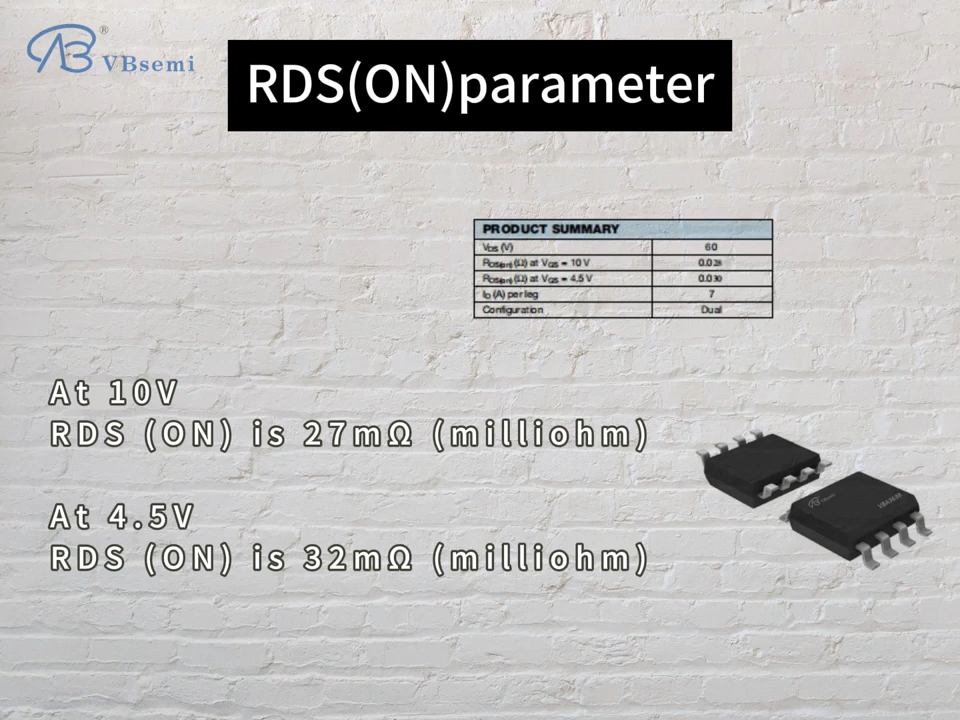 VBsemi
®
RDS(ON)parameter
PRODUCT SUMMARY
VDS (V) 60
RDS(on) (Ω) at VGS = 10 V
RDS(on) (Ω) at VGS = 4.5 V
ID (A) per leg 7
Configuration Dual
At 10V
RDS (ON) is 27mΩ (milliohm)
At 4.5V
RDS (ON) is 32mΩ (milliohm)
VBsemi